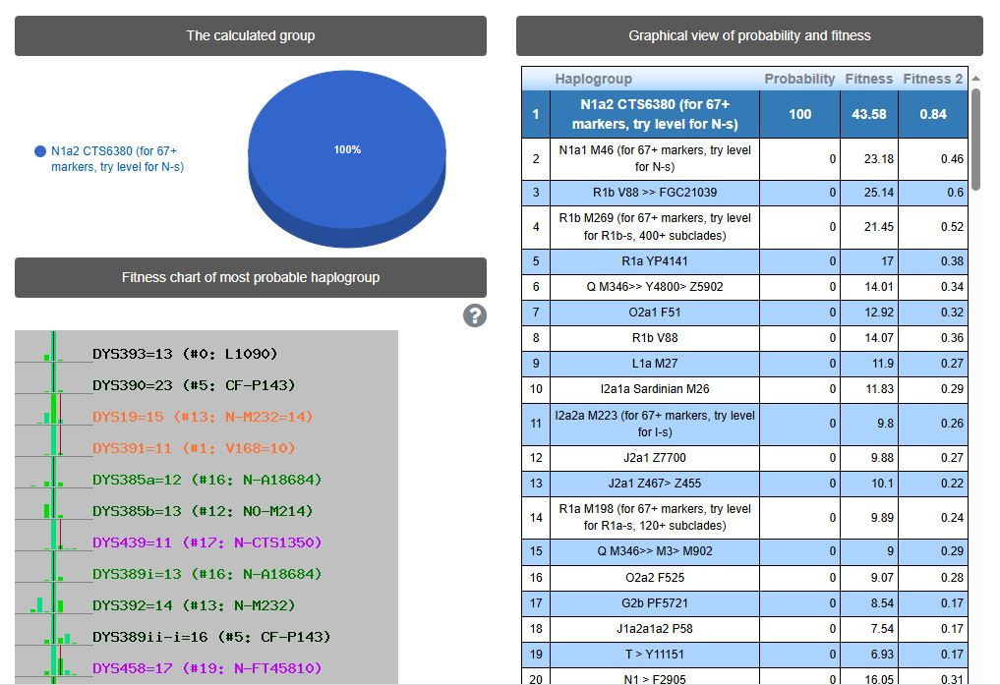 The calculated group
N1a2 CTS6380 (for 67+
markers, try level for N-s)
100%
Fitness chart of most probable haplogroup
?
DYS393=13 (#0: L1090)
DYS390=23 (#5: CF-P143)
DYS19=15 (#13: N-M232=14)
DYS391=11 (#1: V168=10)
DYS385a=12 (#16: N-A18684)
DYS385b=13 (#12: NO-M214)
DYS439=11 (#17: N-CTS1350)
DYS389i=13 (#16: N-A18684)
DYS392=14 (#13: N-M232)
DYS389ii-i=16 (#5: CF-P143)
DYS458=17 (#19: N-FT45810)
Graphical view of probability and fitness
Haplogroup Probability Fitness Fitness 2
1 N1a2 CTS6380 (for 67+
markers, try level for N-s) 100 43.58 0.84
2 N1a1 M46 (for 67+ markers, try level
for N-s) 0 23.18 0.46
3 R1b V88 >> FGC21039 0 25.14 0.6
4 R1b M269 (for 67+ markers, try level
for R1b-s, 400+ subclades) 0 21.45 0.52
5 R1a YP4141 0 17 0.38
6 Q M346>> Y4800> Z5902 0 14.01 0.34
7 O2a1 F51 0 12.92 0.32
8 R1b V88 0 14.07 0.36
9 L1a M27 0 11.9 0.27
10 I2a1a Sardinian M26 0 11.83 0.29
11 I2a2a M223 (for 67+ markers, try level
for I-s) 0 9.8 0.26
12 J2a1 Z7700 0 9.88 0.27
13 J2a1 Z467> Z455 0 10.1 0.22
14 R1a M198 (for 67+ markers, try level
for R1a-s, 120+ subclades) 0 9.89 0.24
15 Q M346>> M3> M902 0 9 0.29
16 O2a2 F525 0 9.07 0.28
17 G2b PF5721 0 8.54 0.17
18 J1a2a1a2 P58 0 7.54 0.17
19 T > Y11151 0 6.93 0.17
20 N1 > F2905 0 16.05 0.31